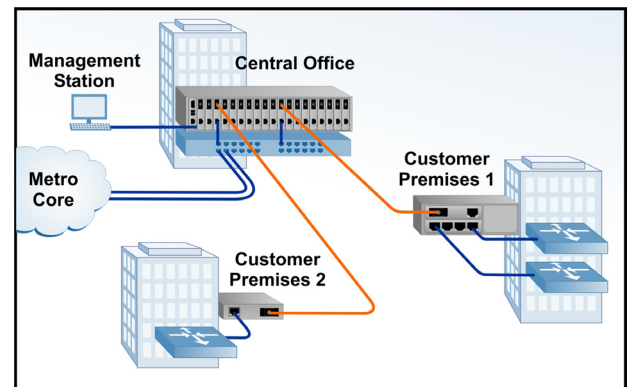 Management
Station
Central Office
Metro
Core
Customer
Premises 1
Customer
Premises 2